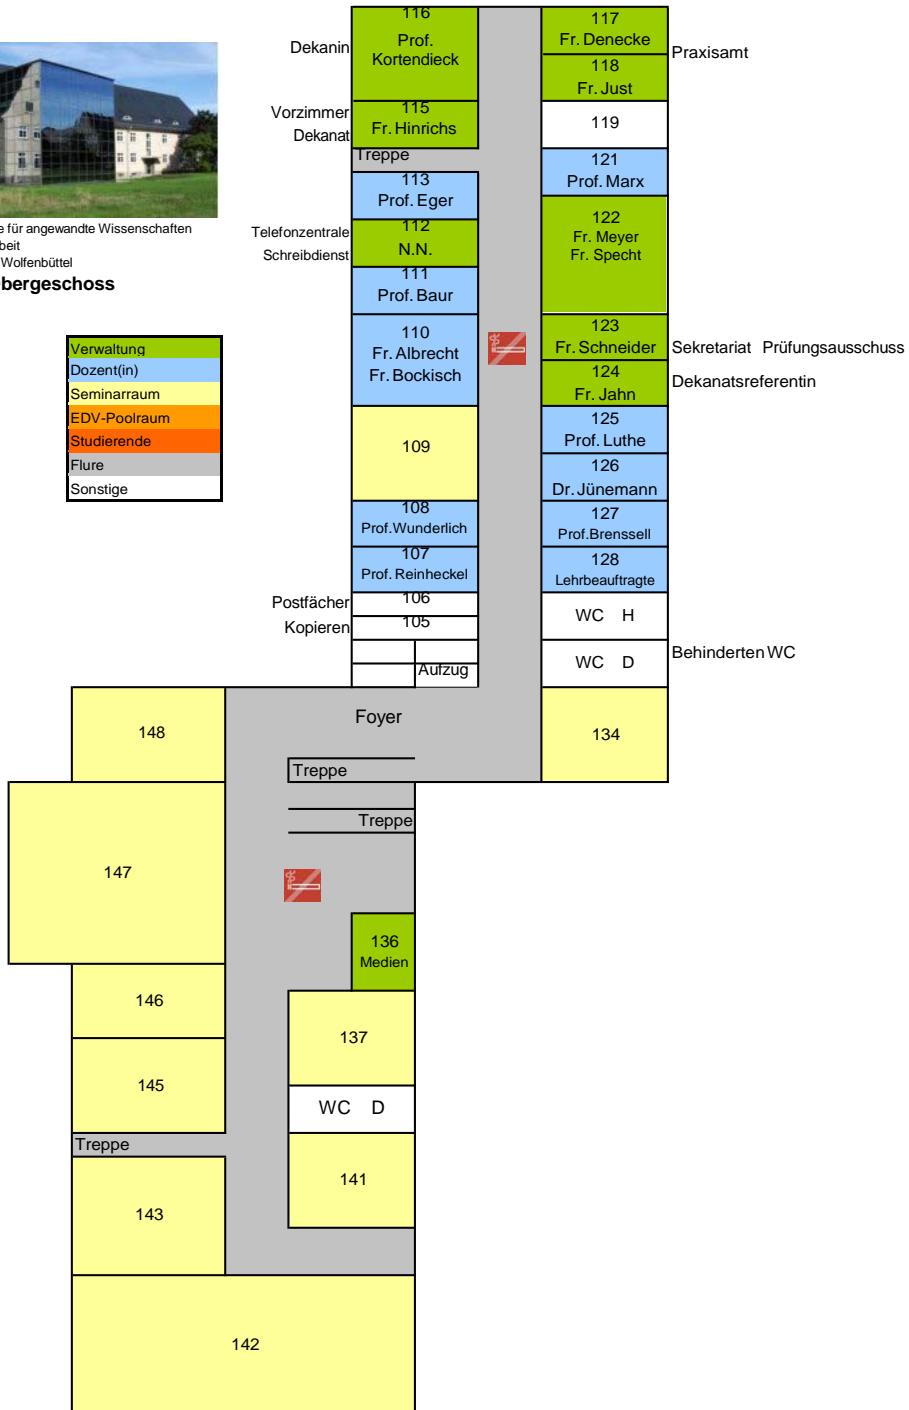 116
Prof.
Kortendieck
Dekanin
117
Fr. Denecke
Praxisamt
118
Fr. Just
Vorzimmer
Dekanat
115
Fr. Hinrichs
119
Treppe
121
Prof. Marx
113
Prof. Eger
Telefonzentrale
Schreibdienst
112
N.N.
122
Fr. Meyer
Fr. Specht
für angewandte Wissenschaften
Wolfenbüttel
111
Prof. Baur
110
Fr. Albrecht
Fr. Bockisch
123
Fr. Schneider
Sekretariat Prüfungsausschuss
124
Fr. Jahn
Dekanatsreferentin
Verwaltung
Dozent(in)
Seminarraum
EDV-Poolraum
Studierende
Flure
Sonstige
109
125
Prof. Luthe
126
Dr. Jünemann
108
Prof. Wunderlich
127
Prof. Brenssell
107
Prof. Reinheckel
128
Lehrbeauftragte
Postfächer
106
Kopieren
105
WC H
Aufzug
WC D
Behinderten WC
148
Foyer
134
Treppe
Treppe
147
136
Medien
146
137
145
WC D
Treppe
141
143
142